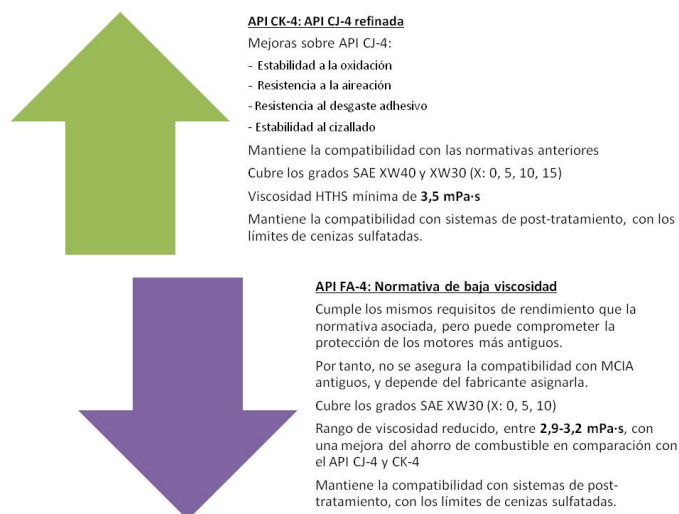 API CK-4: API CJ-4 refinada
Mejoras sobre API CJ-4:
- Estabilidad a la oxidación
- Resistencia a la aireación
- Resistencia al desgaste adhesivo
- Estabilidad al cizallado
Mantiene la compatibilidad con las normativas anteriores
Cubre los grados SAE XW40 y XW30 (X: 0, 5, 10, 15)
Viscosidad HTHS mínima de 3,5 mPa·s
Mantiene la compatibilidad con sistemas de post-tratamiento, con los
límites de cenizas sulfatadas.
API FA-4: Normativa de baja viscosidad
Cumple los mismos requisitos de rendimiento que la
normativa asociada, pero puede comprometer la
protección de los motores más antiguos.
Por tanto, no se asegura la compatibilidad con MCIA
antiguos, y depende del fabricante asignarla.
Cubre los grados SAE XW30 (X: 0, 5, 10)
Rango de viscosidad reducido, entre 2,9-3,2 mPa·s, con
una mejora del ahorro de combustible en comparación con
el API CJ-4 y CK-4
Mantiene la compatibilidad con sistemas de post-
tratamiento, con los límites de cenizas sulfatadas.